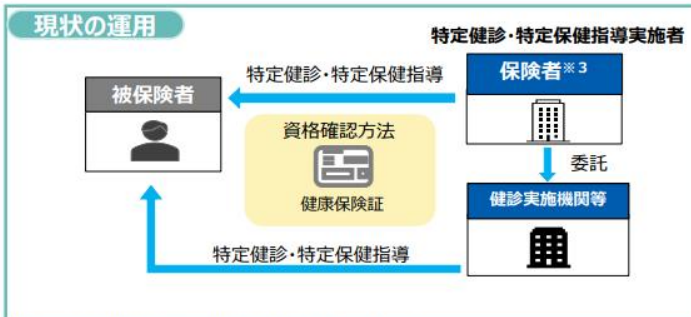 現状の運用
特定健診・特定保健指導実施者
特定健診・特定保健指導
保険者※3
被保険者
資格確認方法
健康保険証
委託
健診実施機関等
特定健診・特定保健指導